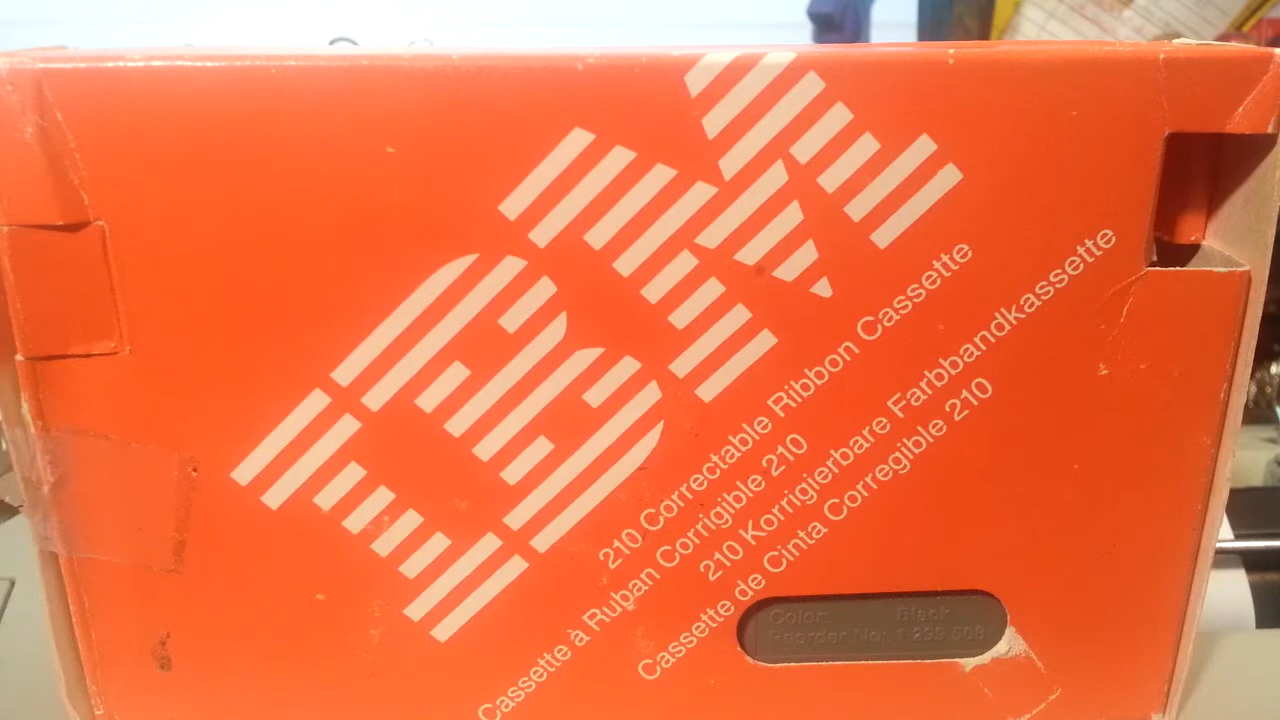 IBM
210 Correctable Ribbon Cassette
Cassette à Ruban Corrigible 210
210 Korrigierbare Farbbandkassette
Cassette de Cinta Corregible 210
Color: Black
Reorder No: 1 299 508